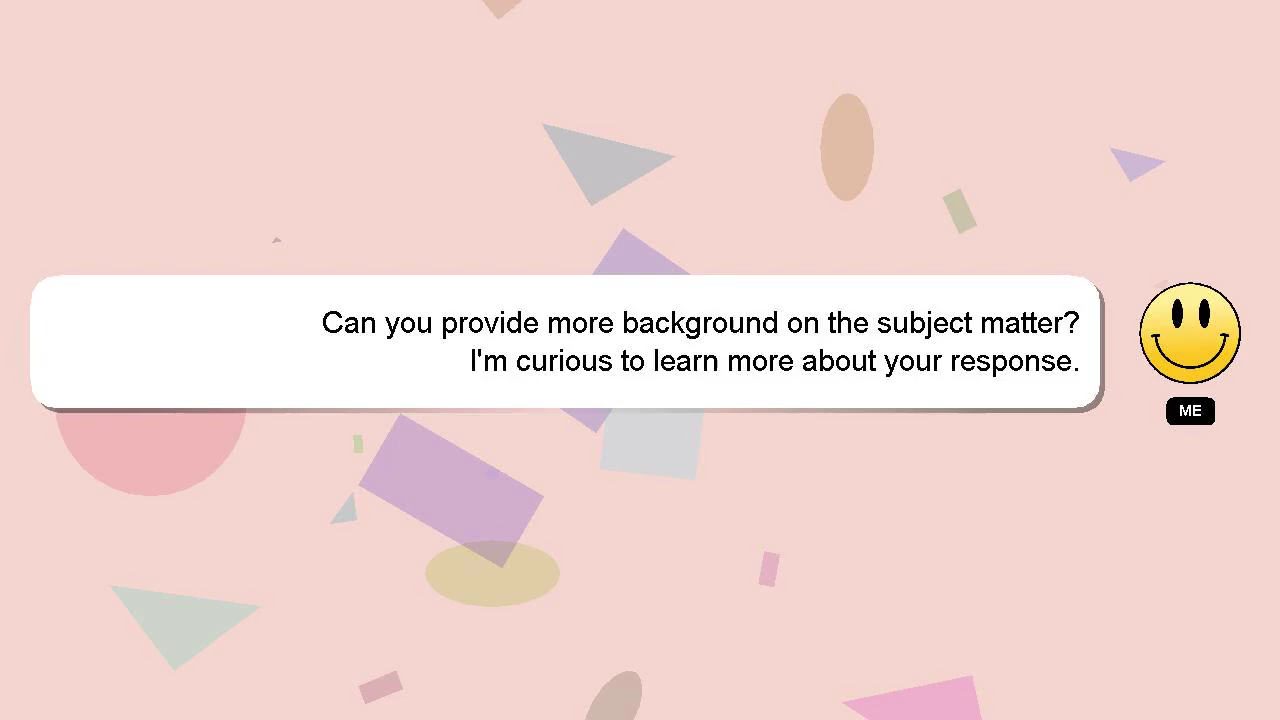 Can you provide more background on the subject matter?
I'm curious to learn more about your response.
ME